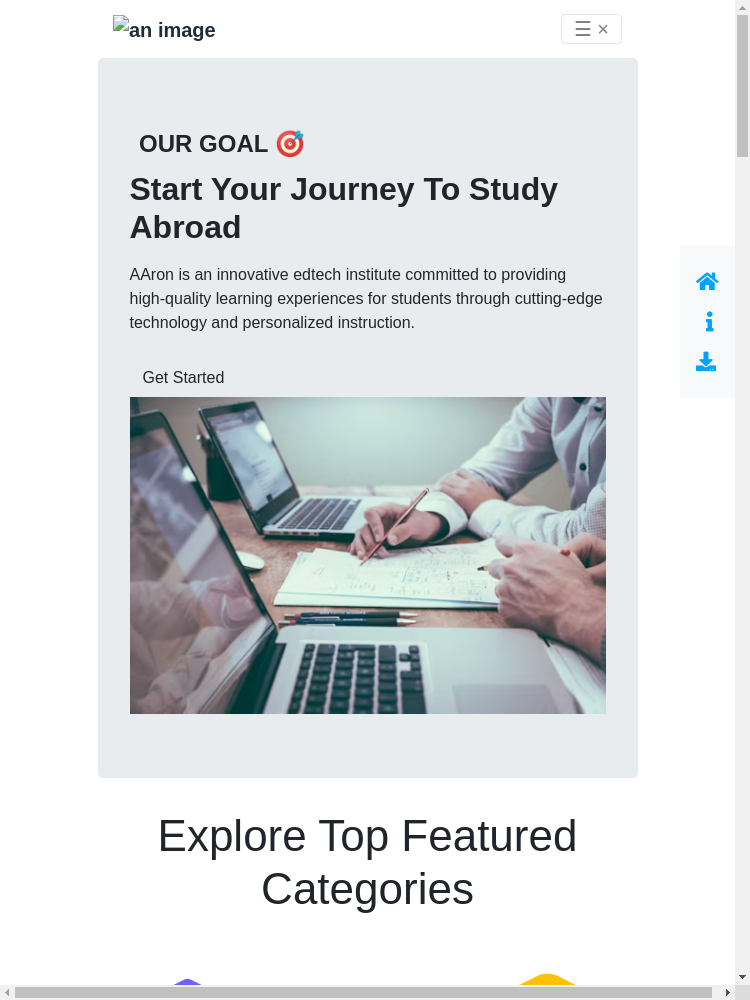 an image
☰ ×
OUR GOAL 🎯
Start Your Journey To Study
Abroad
AAron is an innovative edtech institute committed to providing
high-quality learning experiences for students through cutting-edge
technology and personalized instruction.
Get Started
Explore Top Featured
Categories